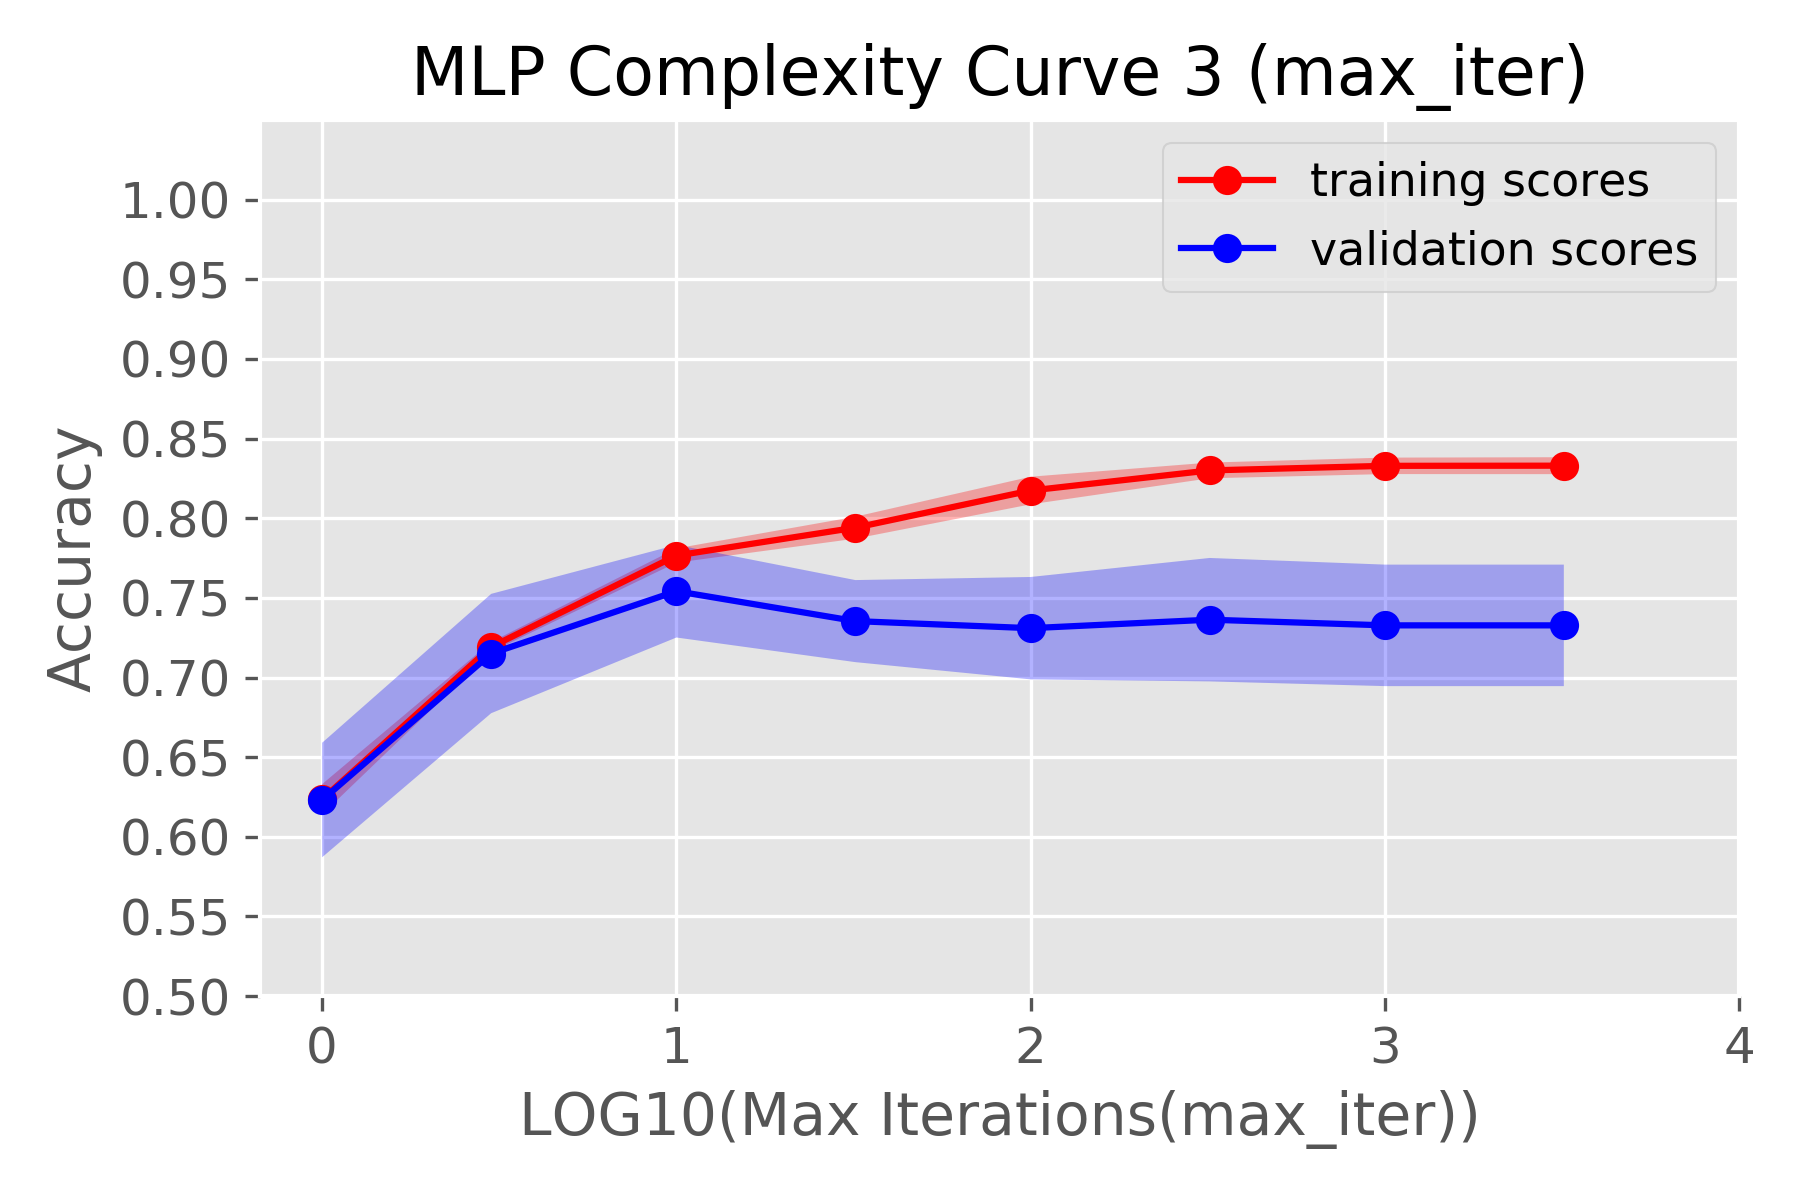 MLP Complexity Curve 3 (max_iter)
training scores
validation scores
Accuracy
1.00
0.95
0.90
0.85
0.80
0.75
0.70
0.65
0.60
0.55
0.50
0 1 2 3 4
LOG10(Max Iterations(max_iter))